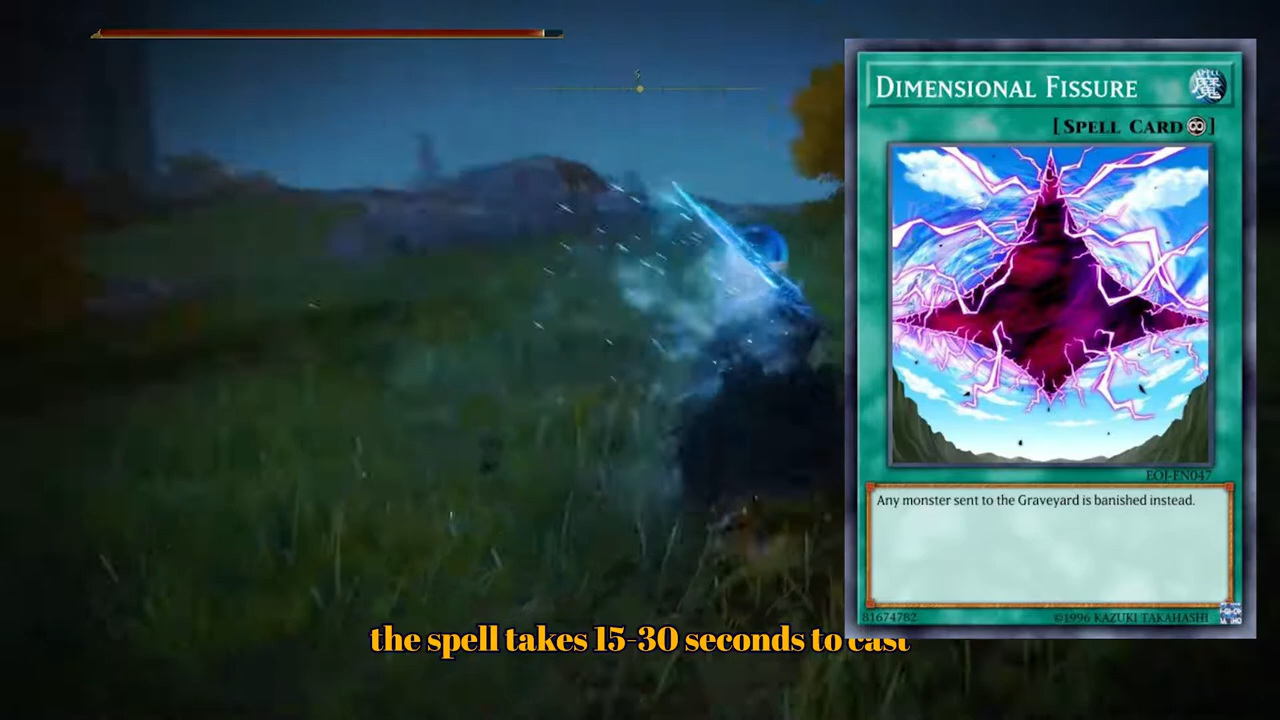 DIMENSIONAL FISSURE
[SPELL CARD]
EOJ-EN047
Any monster sent to the Graveyard is banished instead.
81674782
©1996 KAZUKI TAKAHASHI
the spell takes 15-30 seconds to cast